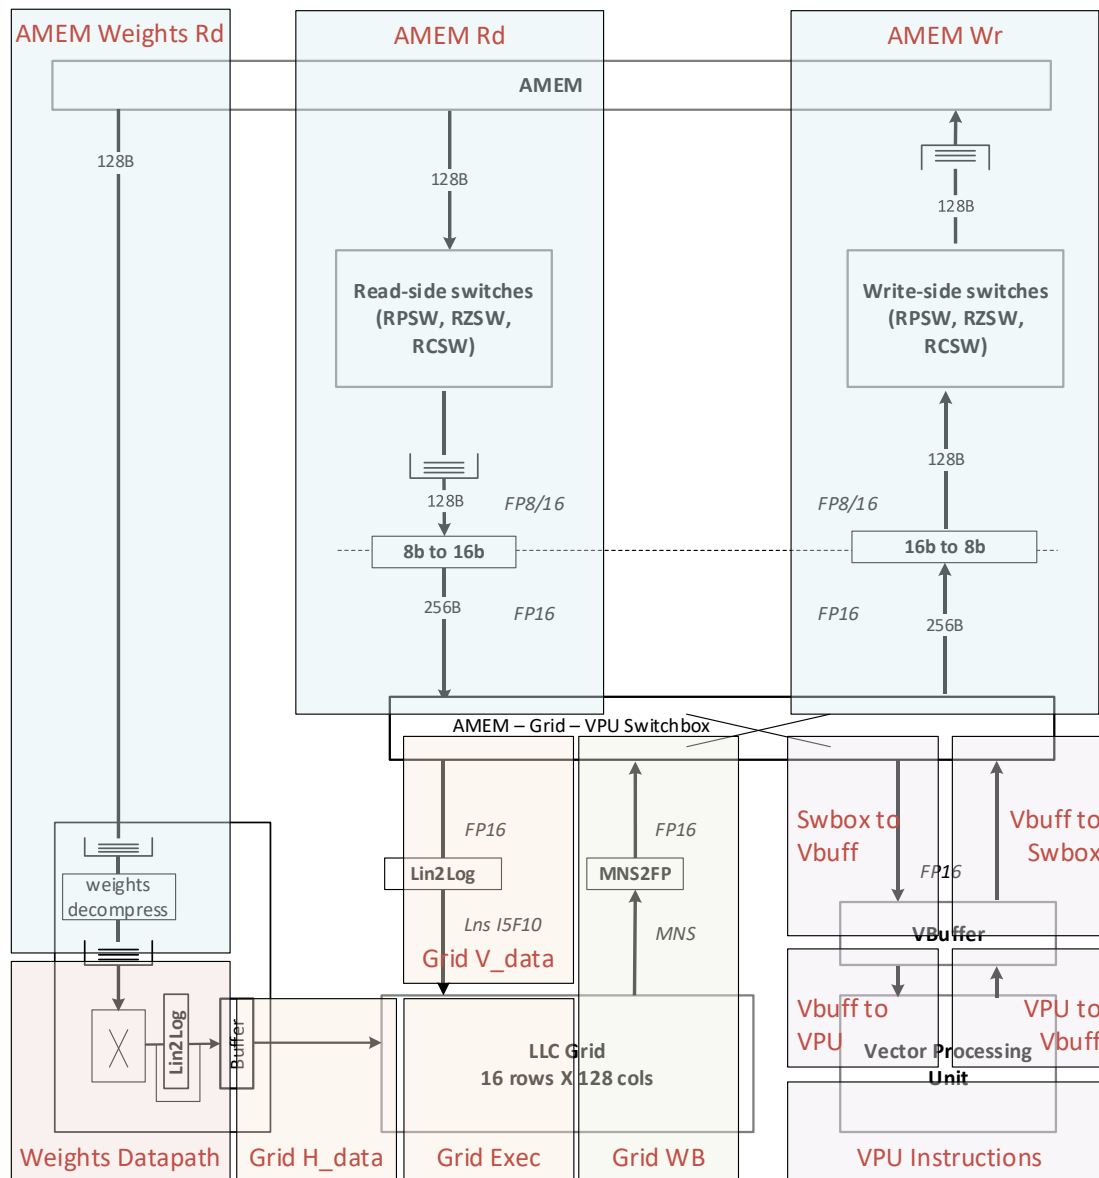 AMEM Weights Rd
AMEM Rd
AMEM Wr
AMEM
128B
128B
128B
Read-side switches
(RPSW, RZSW,
RCSW)
Write-side switches
(RPSW, RZSW,
RCSW)
128B
128B
FP8/16
FP8/16
8b to 16b
16b to 8b
256B
FP16
FP16
256B
AMEM – Grid – VPU Switchbox
FP16
FP16
Swbox to
Vbuff
Vbuff to
Swbox
FP16
Lin2Log
MNS2FP
weights
decompress
Lns I5F10
MNS
VBuffer
Grid V_data
Vbuff to
VPU
VPU to
Vbuff
Lin2Log
Buffer
LLC Grid
16 rows X 128 cols
Vector Processing
Unit
Weights Datapath
Grid H_data
Grid Exec
Grid WB
VPU Instructions